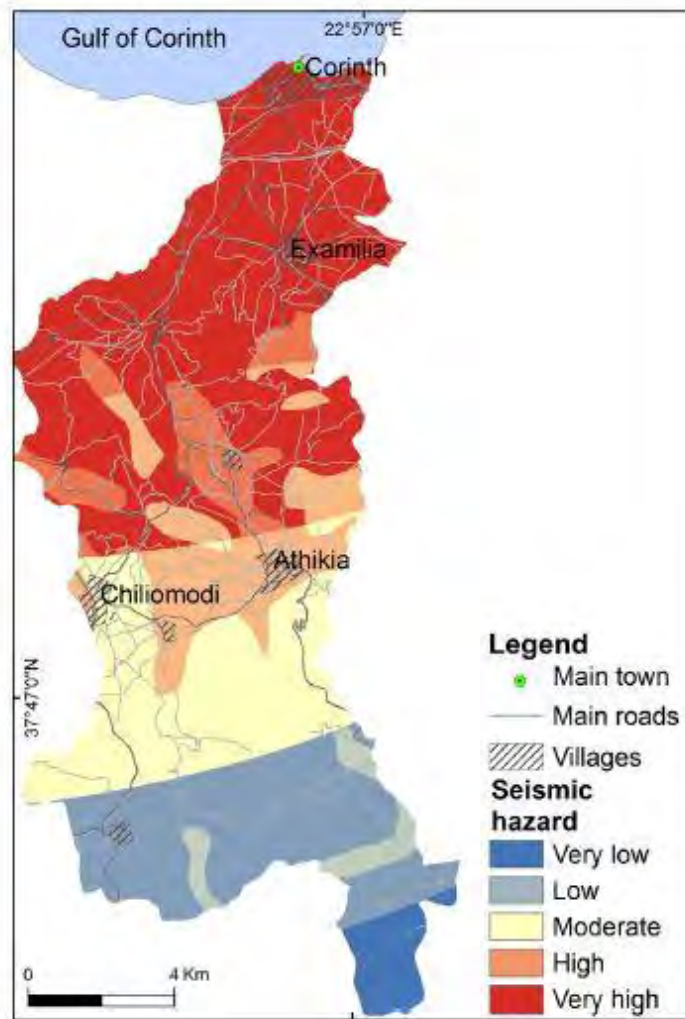 22°57'0"E
Gulf of Corinth
Corinth
Examilia
Athikia
Chiliomodi
37°47'0"N
Legend
Main town
Main roads
Villages
Seismic
hazard
Very low
Low
Moderate
High
Very high
0 4 Km